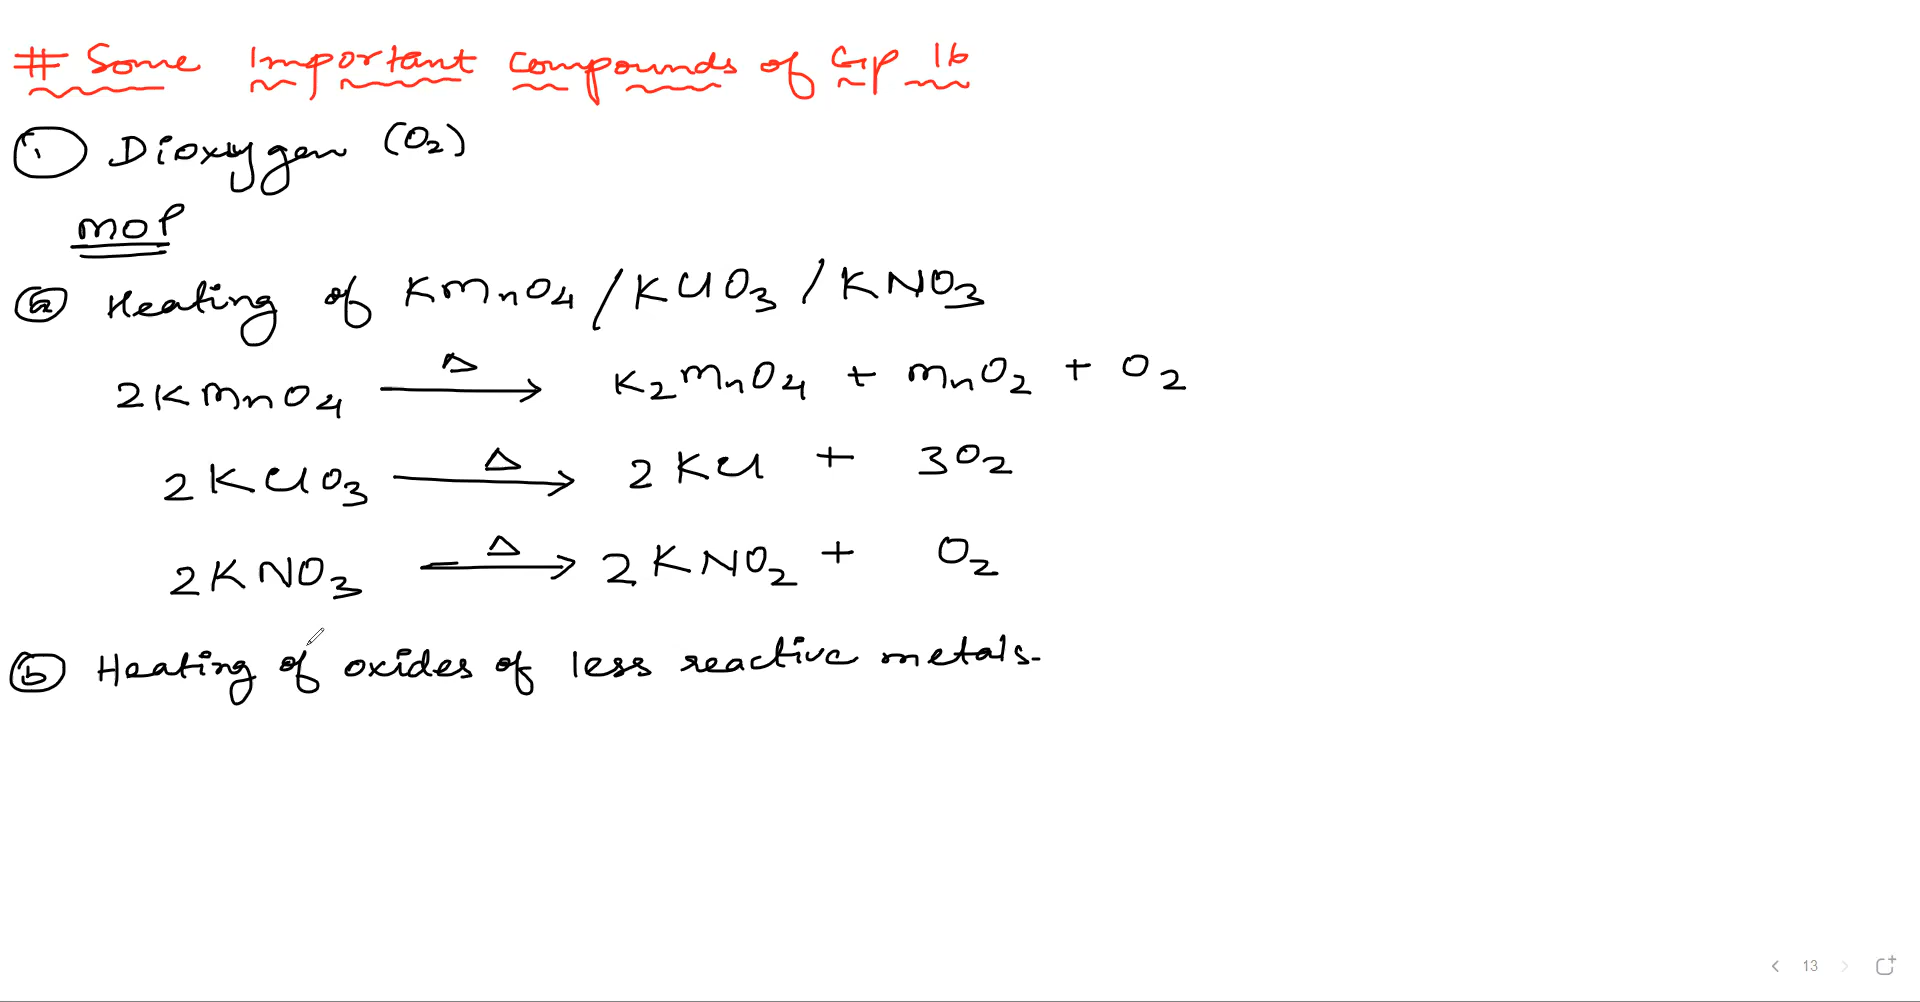 # Some Important compounds of Grp 16
① Dioxygen (O₂)
MOP
ⓐ Heating of KMnO₄ / KClO₃ / KNO₃
2KMnO₄ —Δ→ K₂MnO₄ + MnO₂ + O₂
2KClO₃ —Δ→ 2KCl + 3O₂
2KNO₃ —Δ→ 2KNO₂ + O₂
ⓑ Heating of oxides of less reactive metals.
13